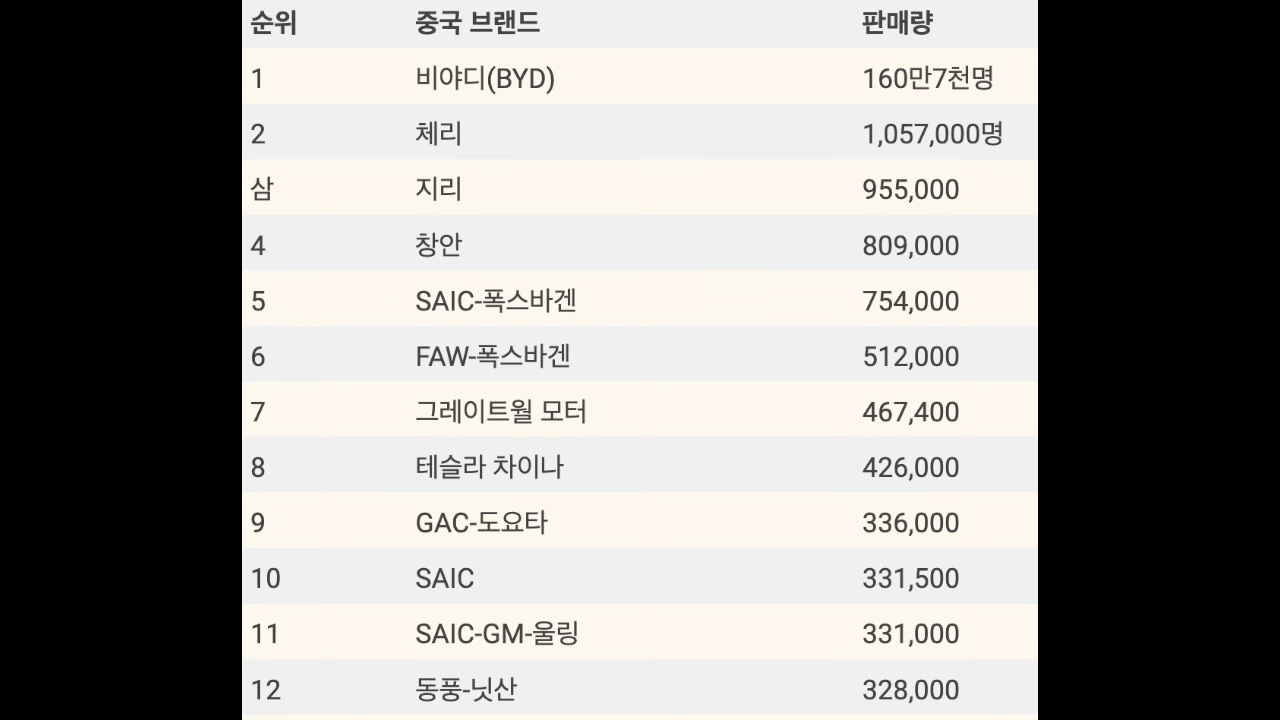 순위 중국 브랜드 판매량
1 비야디(BYD) 160만7천명
2 체리 1,057,000명
삼 지리 955,000
4 창안 809,000
5 SAIC-폭스바겐 754,000
6 FAW-폭스바겐 512,000
7 그레이트월 모터 467,400
8 테슬라 차이나 426,000
9 GAC-도요타 336,000
10 SAIC 331,500
11 SAIC-GM-울링 331,000
12 동풍-닛산 328,000